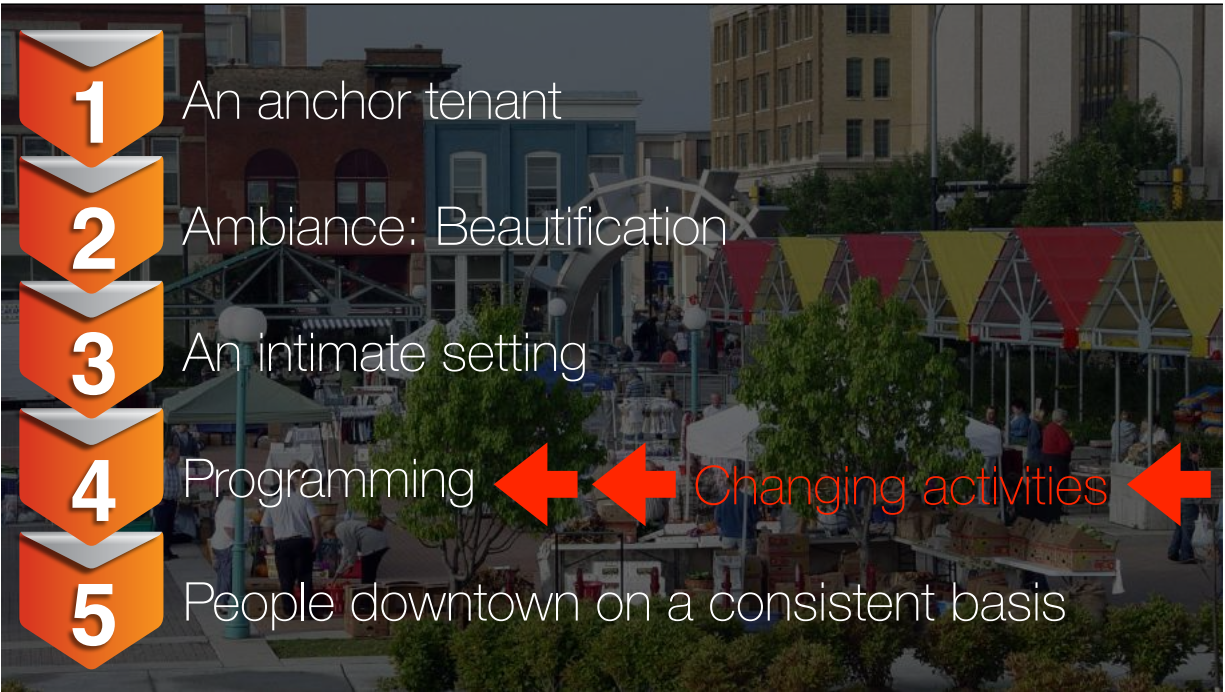 1 An anchor tenant
2 Ambiance: Beautification
3 An intimate setting
4 Programming Changing activities
5 People downtown on a consistent basis